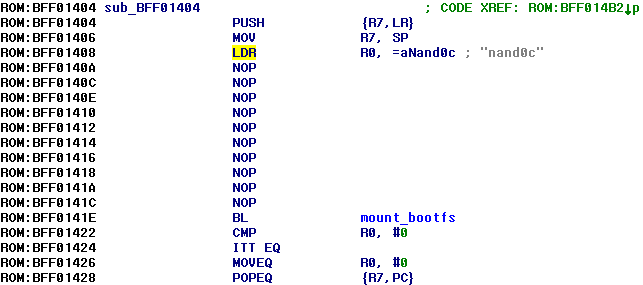 ROM:BFF01404 sub_BFF01404 ; CODE XREF: ROM:BFF014B2↓p
ROM:BFF01404 PUSH {R7,LR}
ROM:BFF01406 MOV R7, SP
ROM:BFF01408 LDR R0, =aNand0c ; "nand0c"
ROM:BFF0140A NOP
ROM:BFF0140C NOP
ROM:BFF0140E NOP
ROM:BFF01410 NOP
ROM:BFF01412 NOP
ROM:BFF01414 NOP
ROM:BFF01416 NOP
ROM:BFF01418 NOP
ROM:BFF0141A NOP
ROM:BFF0141C NOP
ROM:BFF0141E BL mount_bootfs
ROM:BFF01422 CMP R0, #0
ROM:BFF01424 ITT EQ
ROM:BFF01426 MOVEQ R0, #0
ROM:BFF01428 POPEQ {R7,PC}